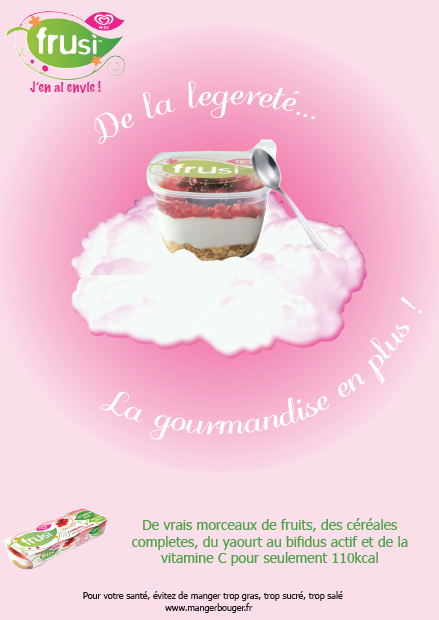 MIKO
frusi
J'en ai envie !
De la legereté...
frusi
La gourmandise en plus !
frusi
De vrais morceaux de fruits, des céréales
completes, du yaourt au bifidus actif et de la
vitamine C pour seulement 110kcal
Pour votre santé, évitez de manger trop gras, trop sucré, trop salé
www.mangerbouger.fr